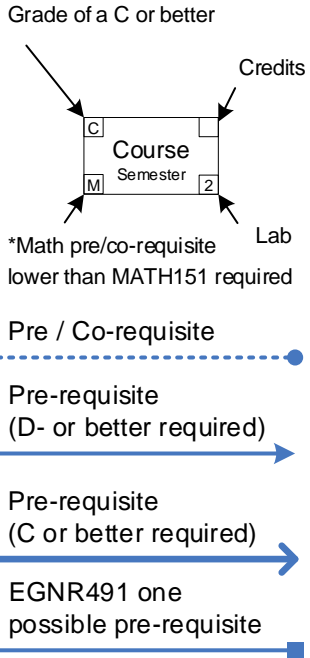 Grade of a C or better
Credits
C
Course
Semester
M
2
*Math pre/co-requisite
lower than MATH151 required
Lab
Pre / Co-requisite
Pre-requisite
(D- or better required)
Pre-requisite
(C or better required)
EGNR491 one
possible pre-requisite